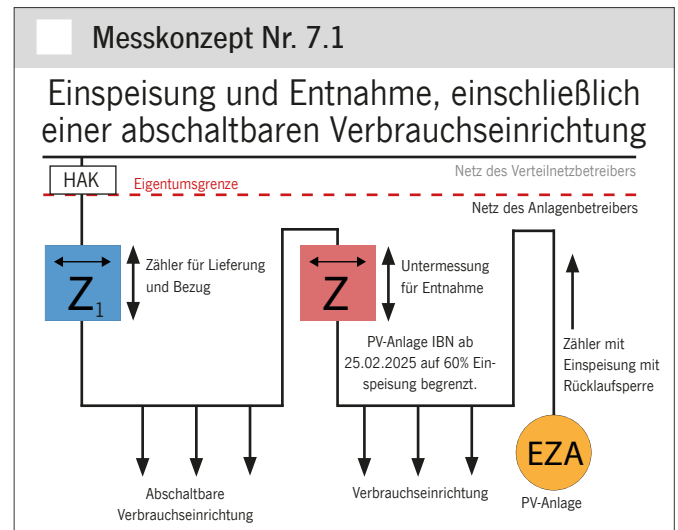 Messkonzept Nr. 7.1
Einspeisung und Entnahme, einschließlich
einer abschaltbaren Verbrauchseinrichtung
HAK
Eigentumsgrenze
Netz des Verteilnetzbetreibers
Netz des Anlagenbetreibers
Z1
Zähler für Lieferung
und Bezug
Z
Untermessung
für Entnahme
PV-Anlage IBN ab
25.02.2025 auf 60% Ein-
speisung begrenzt.
Zähler mit
Einspeisung mit
Rücklaufsperre
EZA
PV-Anlage
Abschaltbare
Verbrauchseinrichtung
Verbrauchseinrichtung